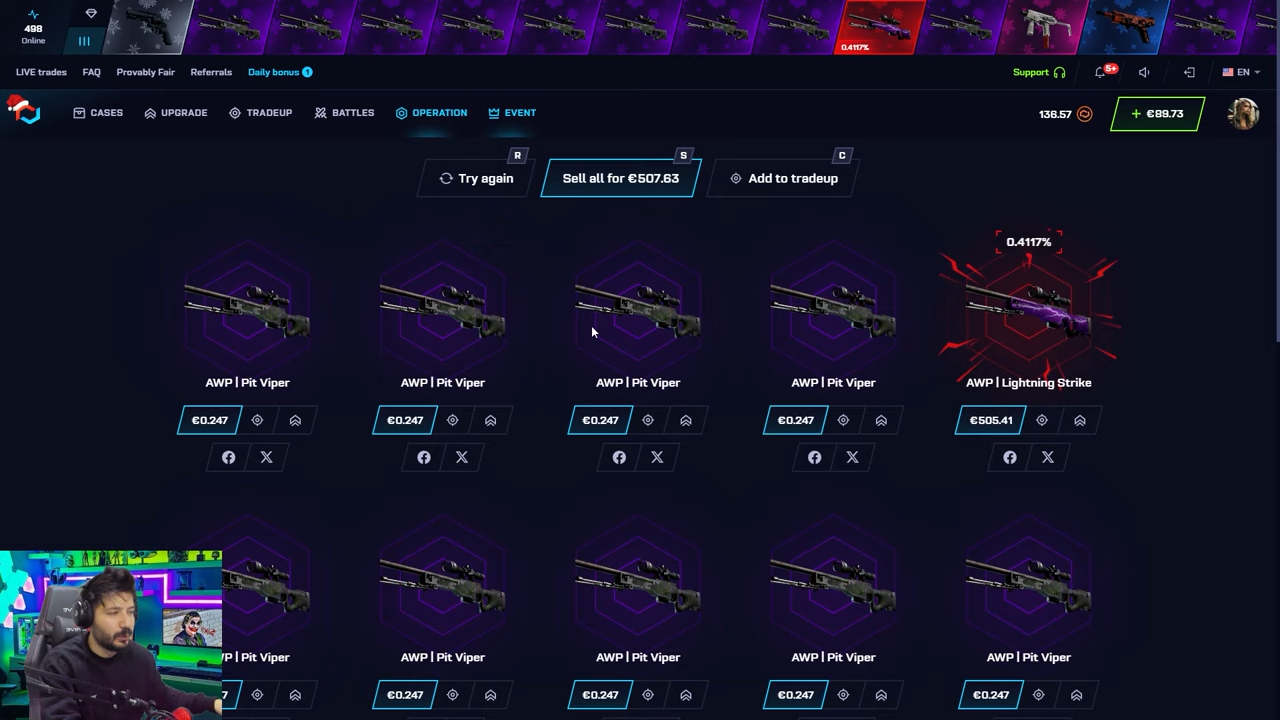 498
Online
0.4117%
LIVE trades
FAQ
Provably Fair
Referrals
Daily bonus 1
Support
5+
EN
CASES
UPGRADE
TRADEUP
BATTLES
OPERATION
EVENT
136.57
+ €89.73
R
S
C
Try again
Sell all for €507.63
Add to tradeup
0.4117%
AWP | Pit Viper
AWP | Pit Viper
AWP | Pit Viper
AWP | Pit Viper
AWP | Lightning Strike
€0.247
€0.247
€0.247
€0.247
€505.41
P | Pit Viper
AWP | Pit Viper
AWP | Pit Viper
AWP | Pit Viper
AWP | Pit Viper
7
€0.247
€0.247
€0.247
€0.247